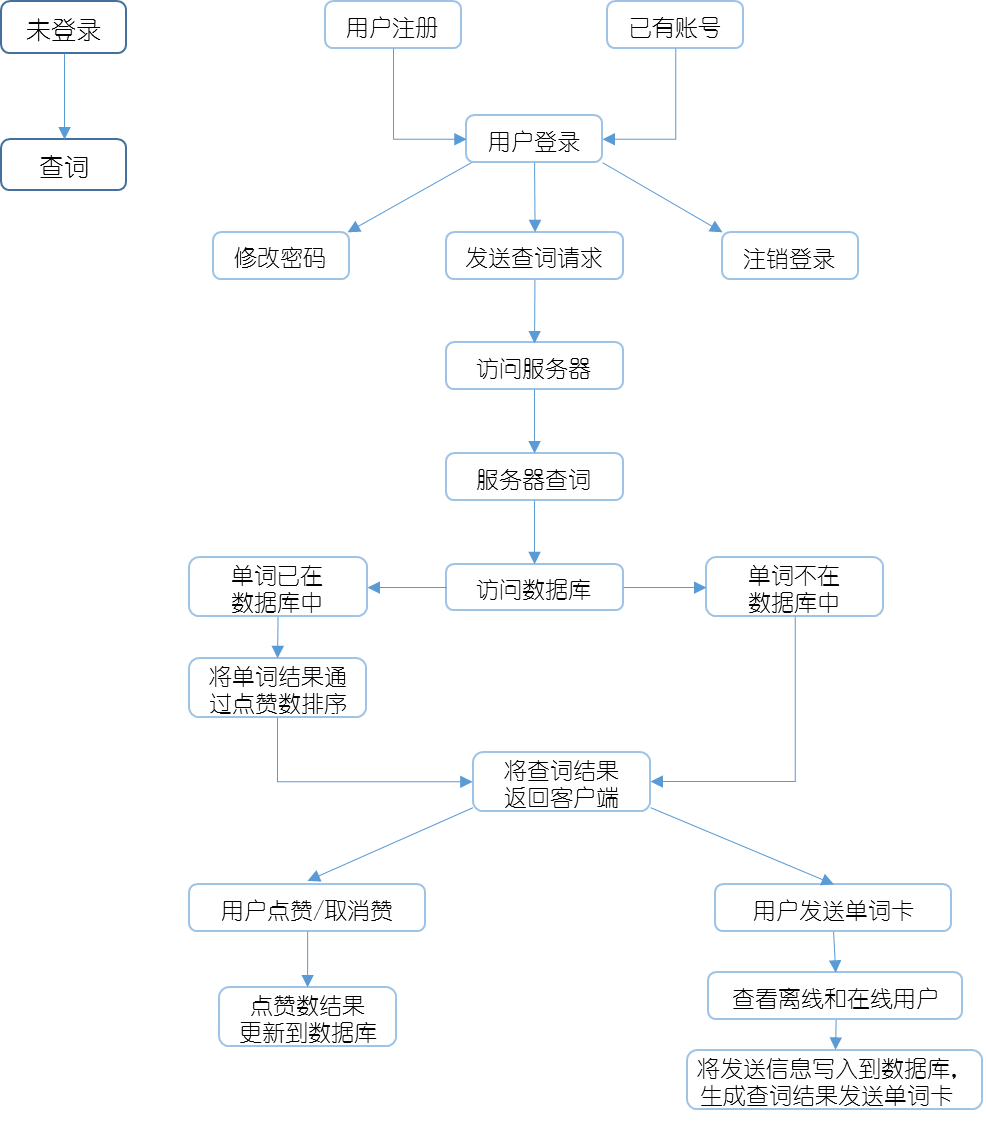 未登录
用户注册
已有账号
用户登录
查词
修改密码
发送查词请求
注销登录
访问服务器
服务器查词
单词已在
数据库中
访问数据库
单词不在
数据库中
将单词结果通
过点赞数排序
将查词结果
返回客户端
用户点赞/取消赞
用户发送单词卡
点赞数结果
更新到数据库
查看离线和在线用户
将发送信息写入到数据库，
生成查词结果发送单词卡